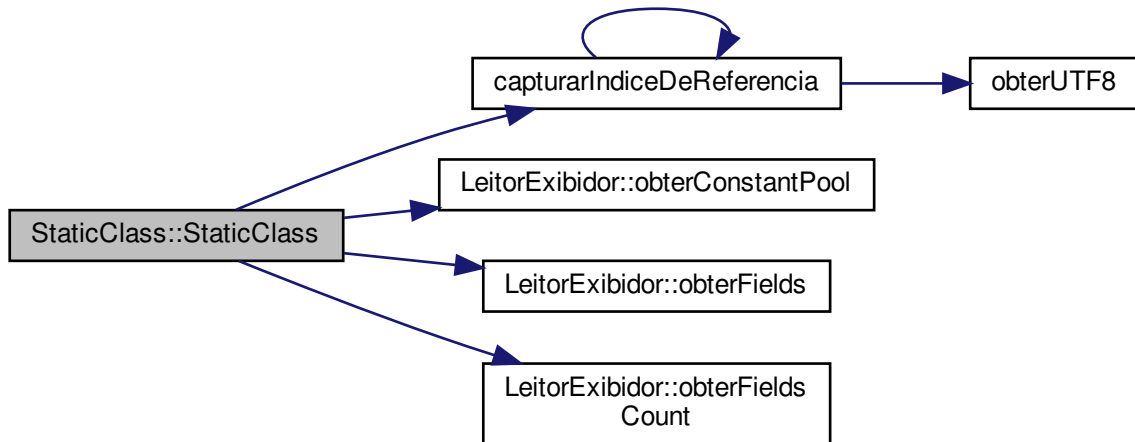 capturarIndiceDeReferencia
obterUTF8
LeitorExibidor::obterConstantPool
StaticClass::StaticClass
LeitorExibidor::obterFields
LeitorExibidor::obterFields
Count